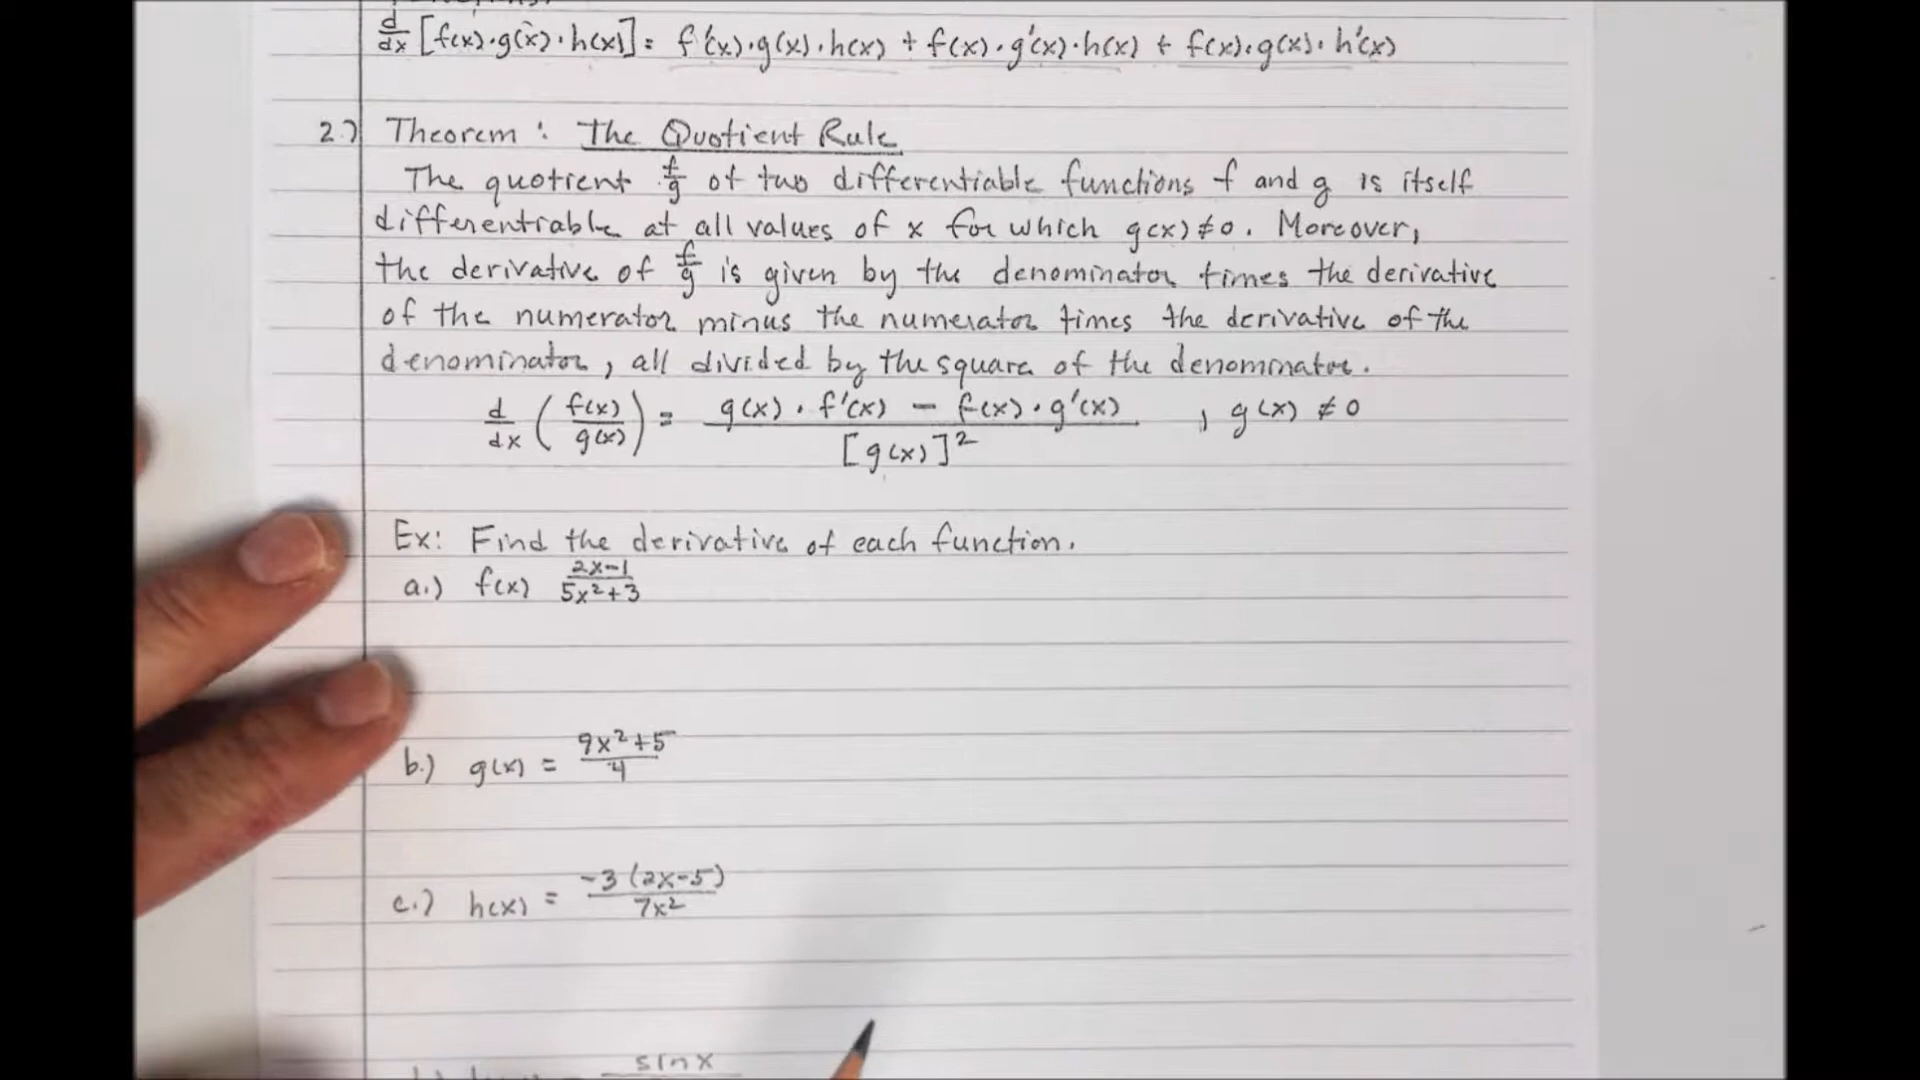 d/dx [f(x)·g(x)·h(x)] = f'(x)·g(x)·h(x) + f(x)·g'(x)·h(x) + f(x)·g(x)·h'(x)
2.) Theorem: The Quotient Rule
The quotient f/g of two differentiable functions f and g is itself
differentiable at all values of x for which g(x)≠0. Moreover,
the derivative of f/g is given by the denominator times the derivative
of the numerator minus the numerator times the derivative of the
denominator, all divided by the square of the denominator.
d/dx (f(x)/g(x)) = g(x)·f'(x) − f(x)·g'(x) / [g(x)]² , g(x) ≠ 0
Ex: Find the derivative of each function.
a.) f(x) 2x-1/5x²+3
b.) g(x) = 9x²+5/4
c.) h(x) = -3(2x-5)/7x²
sin x